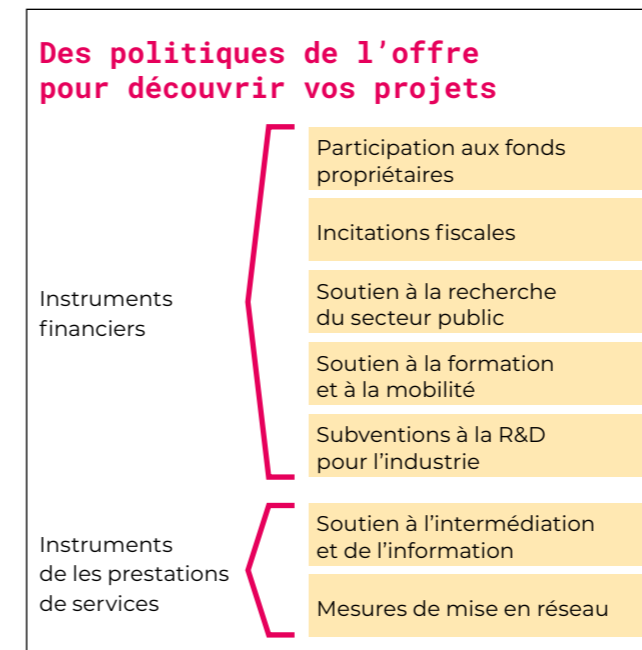 Des politiques de l’offre
pour découvrir vos projets
Instruments
financiers
Participation aux fonds
propriétaires
Incitations fiscales
Soutien à la recherche
du secteur public
Soutien à la formation
et à la mobilité
Subventions à la R&D
pour l’industrie
Instruments
de les prestations
de services
Soutien à l’intermédiation
et de l’information
Mesures de mise en réseau